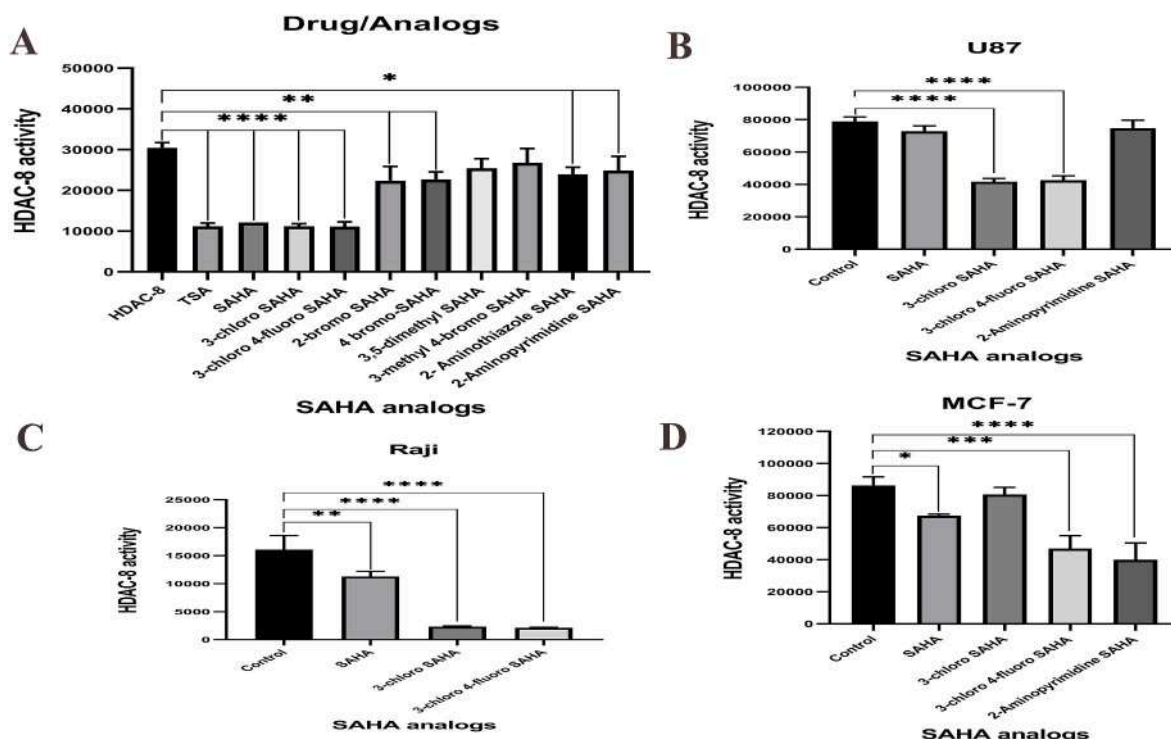 A
Drug/Analogs
HDAC-8 activity
50000
40000
30000
20000
10000
0
*
**
****
HDAC-8
TSA
SAHA
3-chloro SAHA
3-chloro 4-fluoro SAHA
2-bromo SAHA
4 bromo-SAHA
3,5-dimethyl SAHA
3-methyl 4-bromo SAHA
2- Aminothiazole SAHA
2-Aminopyrimidine SAHA
SAHA analogs
B
U87
HDAC-8 activity
100000
80000
60000
40000
20000
0
****
****
Control
SAHA
3-chloro SAHA
3-chloro 4-fluoro SAHA
2-Aminopyrimidine SAHA
SAHA analogs
C
Raji
HDAC-8 activity
25000
20000
15000
10000
5000
0
****
****
**
Control
SAHA
3-chloro SAHA
3-chloro 4-fluoro SAHA
SAHA analogs
D
MCF-7
HDAC-8 activity
120000
100000
80000
60000
40000
20000
0
****
***
*
Control
SAHA
3-chloro SAHA
3-chloro 4-fluoro SAHA
2-Aminopyrimidine SAHA
SAHA analogs